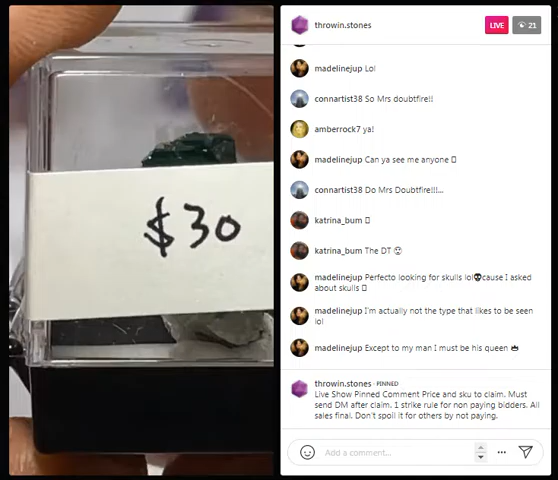 $30
throwin.stones
LIVE
21
madelinejup Lol
connartist38 So Mrs doubtfire!!
amberrock7 ya!
madelinejup Can ya see me anyone
connartist38 Do Mrs Doubtfire!!!...
katrina_bum
katrina_bum The DT
madelinejup Perfecto looking for skulls lol💀cause I asked
about skulls
madelinejup I'm actually not the type that likes to be seen
lol
madelinejup Except to my man I must be his queen
throwin.stones · PINNED
Live Show Pinned Comment Price and sku to claim. Must
send DM after claim. 1 strike rule for non paying bidders. All
sales final. Don't spoil it for others by not paying.
Add a comment...